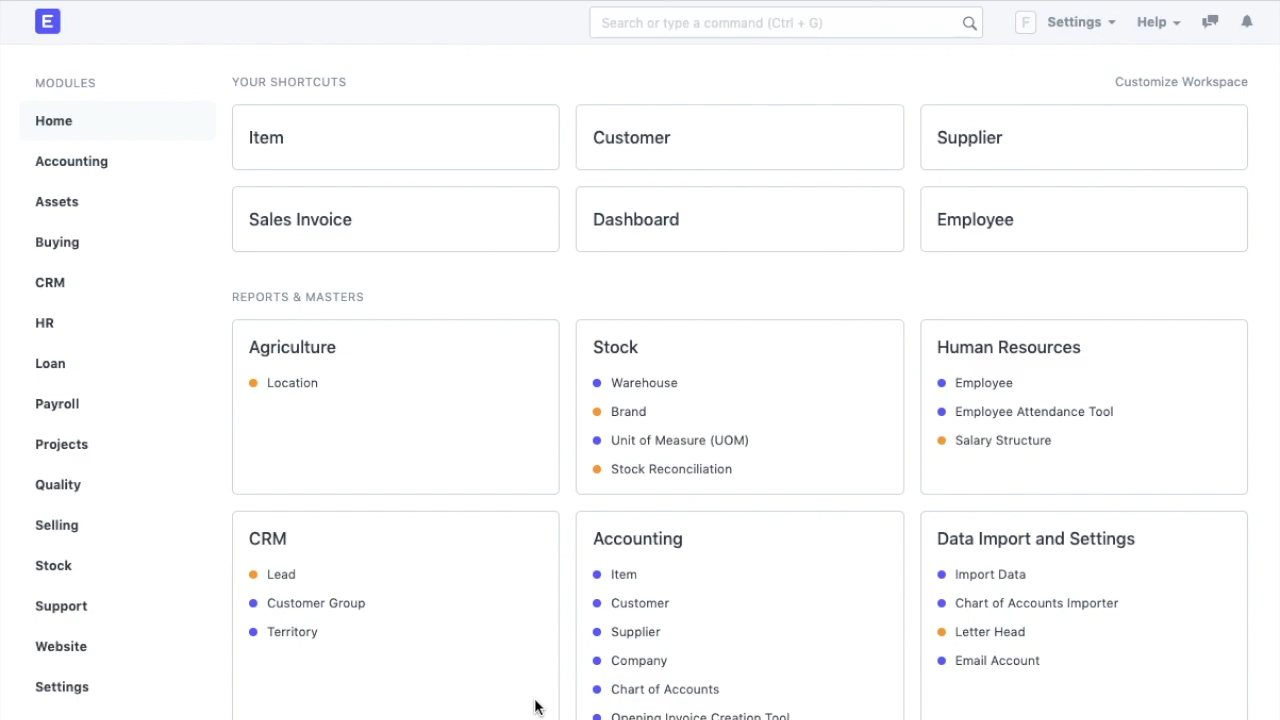 E
Search or type a command (Ctrl + G)
F
Settings
Help
MODULES
Home
Accounting
Assets
Buying
CRM
HR
Loan
Payroll
Projects
Quality
Selling
Stock
Support
Website
Settings
YOUR SHORTCUTS
Customize Workspace
Item
Customer
Supplier
Sales Invoice
Dashboard
Employee
REPORTS & MASTERS
Agriculture
Location
Stock
Warehouse
Brand
Unit of Measure (UOM)
Stock Reconciliation
Human Resources
Employee
Employee Attendance Tool
Salary Structure
CRM
Lead
Customer Group
Territory
Accounting
Item
Customer
Supplier
Company
Chart of Accounts
Opening Invoice Creation Tool
Data Import and Settings
Import Data
Chart of Accounts Importer
Letter Head
Email Account